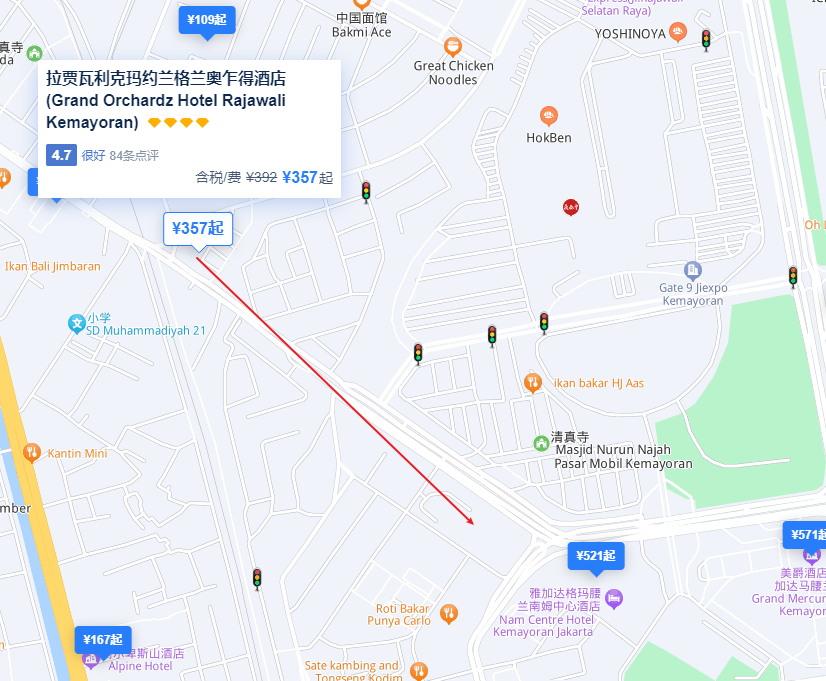 Express(Jl.Rajawali
Selatan Raya)
¥109起
中国面馆
Bakmi Ace
YOSHINOYA
真寺
da
Great Chicken
Noodles
拉贾瓦利克玛约兰格兰奥乍得酒店
(Grand Orchardz Hotel Rajawali
Kemayoran)
HokBen
4.7 很好 84条点评
含税/费 ¥392 ¥357起
¥357起
Oh
Ikan Bali Jimbaran
Gate 9 Jiexpo
Kemayoran
小学
SD Muhammadiyah 21
ikan bakar HJ Aas
清真寺
Masjid Nurun Najah
Pasar Mobil Kemayoran
Kantin Mini
mber
¥571起
¥521起
美爵酒店
加达马腰兰
Grand Mercur
Kemayor
雅加达格玛腰
兰南姆中心酒店
Nam Centre Hotel
Kemayoran Jakarta
Roti Bakar
Punya Carlo
¥167起
尔卑斯山酒店
Alpine Hotel
Sate kambing and
Tongseng Kodim